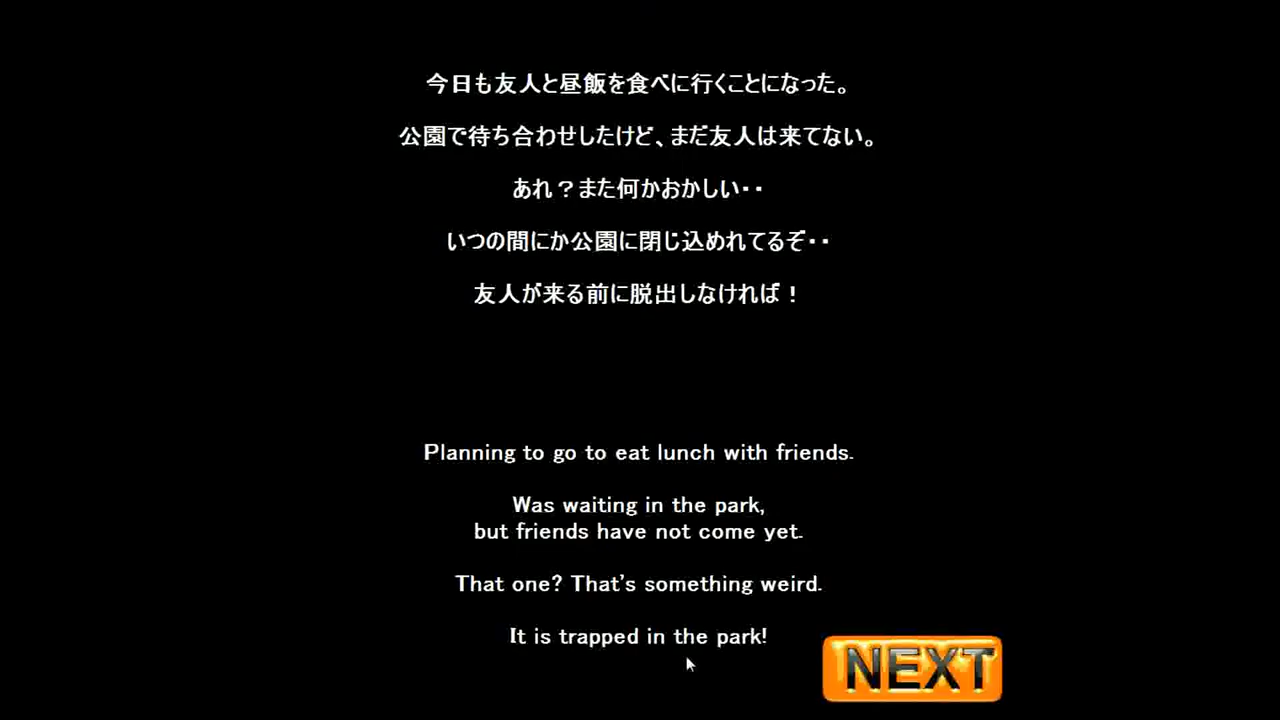 今日も友人と昼飯を食べに行くことになった。
公園で待ち合わせしたけど、まだ友人は来てない。
あれ？また何かおかしい・・
いつの間にか公園に閉じ込めれてるぞ・・
友人が来る前に脱出しなければ！
Planning to go to eat lunch with friends.
Was waiting in the park,
but friends have not come yet.
That one? That's something weird.
It is trapped in the park!
NEXT